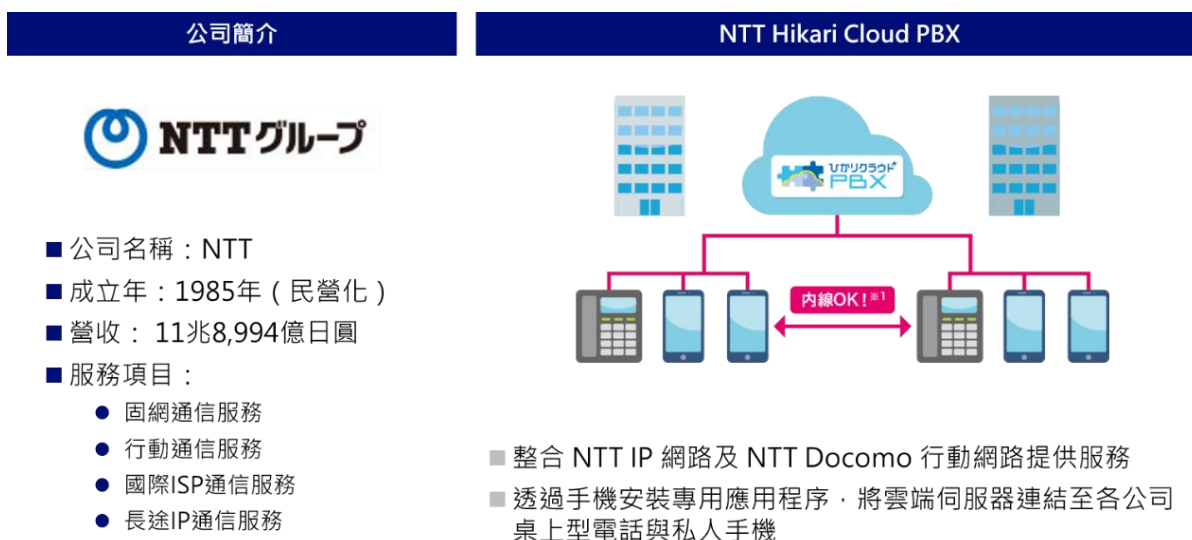 公司簡介
NTT Hikari Cloud PBX
NTTグループ
■ 公司名稱：NTT
■ 成立年：1985年（民營化）
■ 營收： 11兆8,994億日圓
■ 服務項目：
● 固網通信服務
● 行動通信服務
● 國際ISP通信服務
● 長途IP通信服務
ひかりクラウド+
PBX
内線OK！※1
■ 整合 NTT IP 網路及 NTT Docomo 行動網路提供服務
■ 透過手機安裝專用應用程序，將雲端伺服器連結至各公司
桌上型電話與私人手機